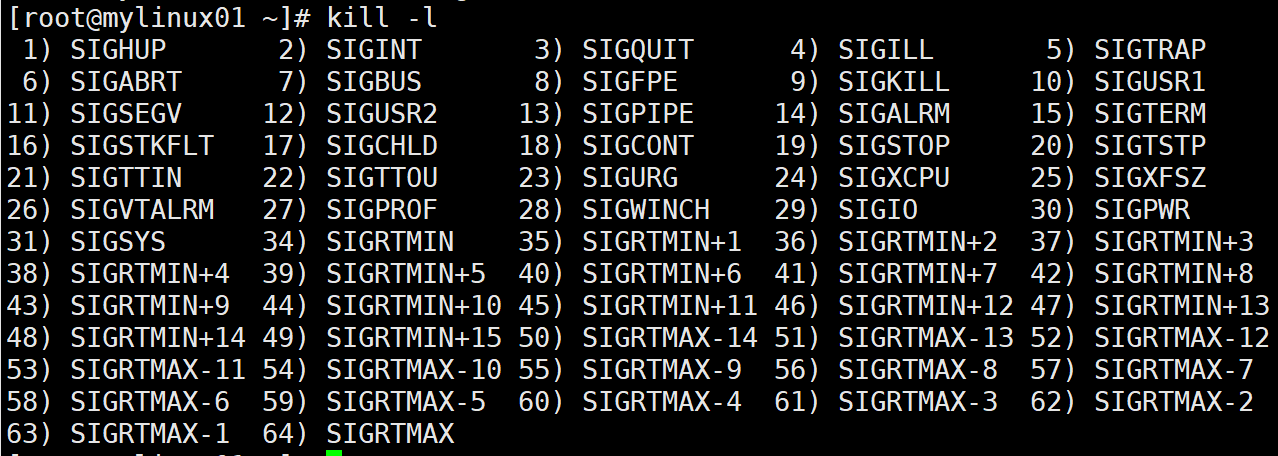 [root@mylinux01 ~]# kill -l
 1) SIGHUP       2) SIGINT       3) SIGQUIT      4) SIGILL       5) SIGTRAP
 6) SIGABRT      7) SIGBUS       8) SIGFPE       9) SIGKILL     10) SIGUSR1
11) SIGSEGV     12) SIGUSR2     13) SIGPIPE     14) SIGALRM     15) SIGTERM
16) SIGSTKFLT   17) SIGCHLD     18) SIGCONT     19) SIGSTOP     20) SIGTSTP
21) SIGTTIN     22) SIGTTOU     23) SIGURG      24) SIGXCPU     25) SIGXFSZ
26) SIGVTALRM   27) SIGPROF     28) SIGWINCH    29) SIGIO       30) SIGPWR
31) SIGSYS      34) SIGRTMIN    35) SIGRTMIN+1  36) SIGRTMIN+2  37) SIGRTMIN+3
38) SIGRTMIN+4  39) SIGRTMIN+5  40) SIGRTMIN+6  41) SIGRTMIN+7  42) SIGRTMIN+8
43) SIGRTMIN+9  44) SIGRTMIN+10 45) SIGRTMIN+11 46) SIGRTMIN+12 47) SIGRTMIN+13
48) SIGRTMIN+14 49) SIGRTMIN+15 50) SIGRTMAX-14 51) SIGRTMAX-13 52) SIGRTMAX-12
53) SIGRTMAX-11 54) SIGRTMAX-10 55) SIGRTMAX-9  56) SIGRTMAX-8  57) SIGRTMAX-7
58) SIGRTMAX-6  59) SIGRTMAX-5  60) SIGRTMAX-4  61) SIGRTMAX-3  62) SIGRTMAX-2
63) SIGRTMAX-1  64) SIGRTMAX